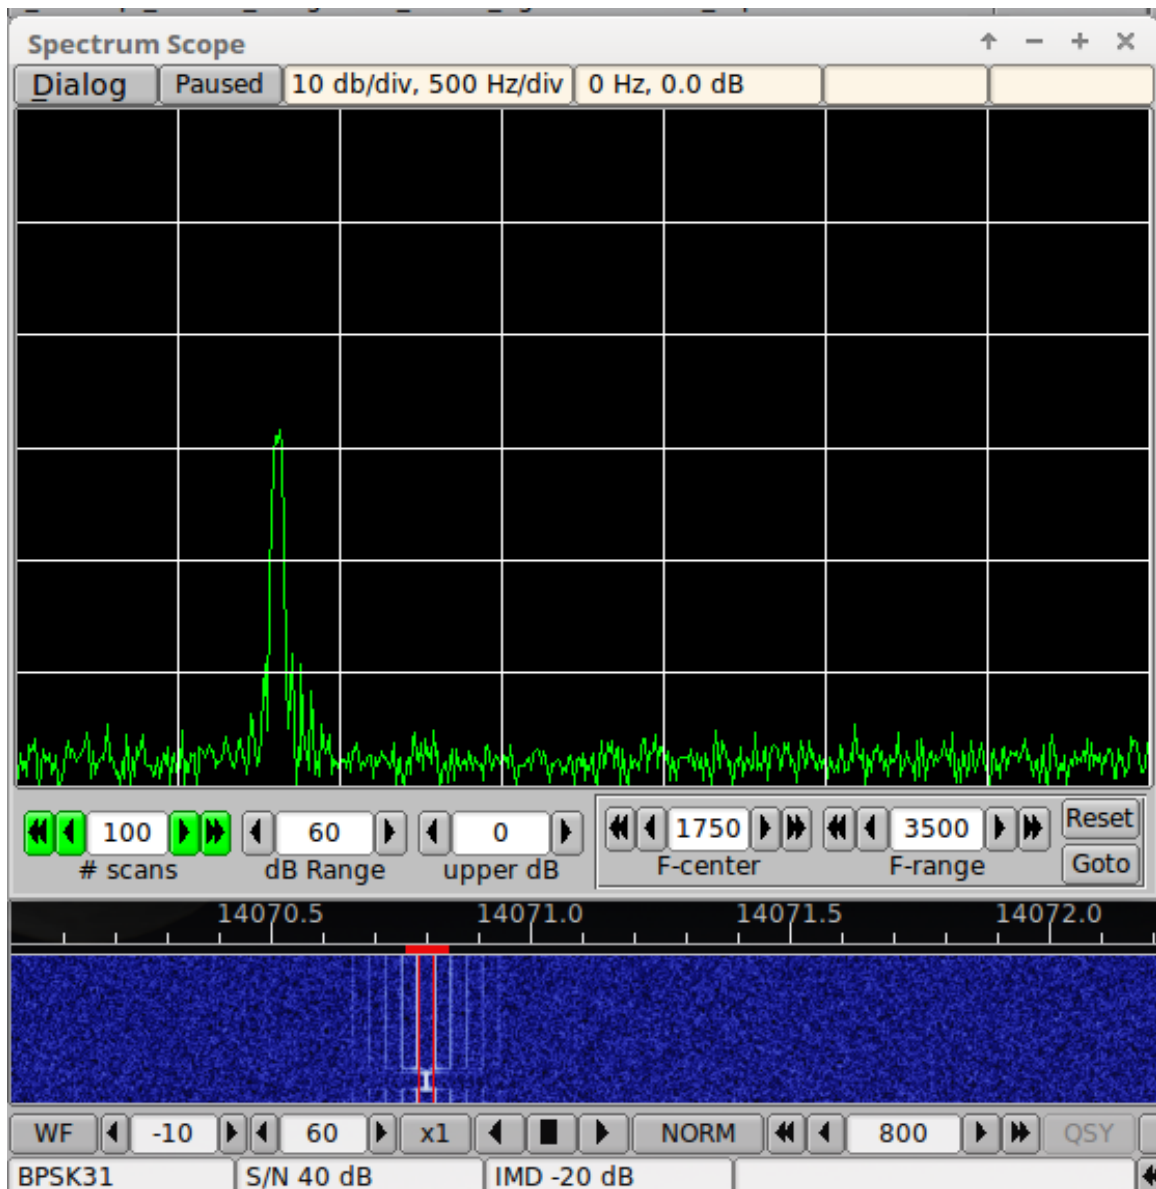 Spectrum Scope
Dialog Paused 10 db/div, 500 Hz/div 0 Hz, 0.0 dB
100 60 0 1750 3500 Reset
# scans dB Range upper dB F-center F-range Goto
14070.5 14071.0 14071.5 14072.0
WF -10 60 x1 NORM 800 QSY
BPSK31 S/N 40 dB IMD -20 dB